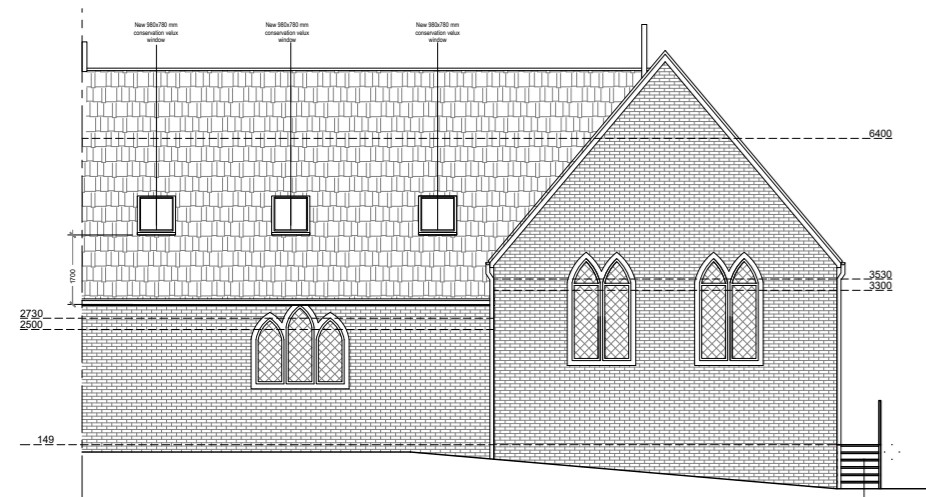 New 980x780 mm
conservation velux
window
New 980x780 mm
conservation velux
window
New 980x780 mm
conservation velux
window
6400
1700
3530
3300
2730
2500
149